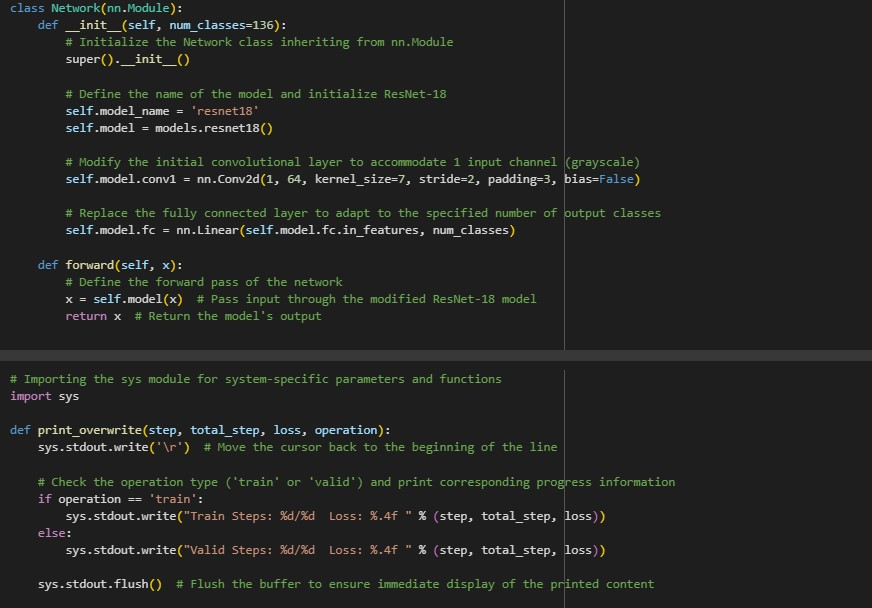 class Network(nn.Module):
    def __init__(self, num_classes=136):
        # Initialize the Network class inheriting from nn.Module
        super().__init__()
        # Define the name of the model and initialize ResNet-18
        self.model_name = 'resnet18'
        self.model = models.resnet18()
        # Modify the initial convolutional layer to accommodate 1 input channel (grayscale)
        self.model.conv1 = nn.Conv2d(1, 64, kernel_size=7, stride=2, padding=3, bias=False)
        # Replace the fully connected layer to adapt to the specified number of output classes
        self.model.fc = nn.Linear(self.model.fc.in_features, num_classes)
    def forward(self, x):
        # Define the forward pass of the network
        x = self.model(x)  # Pass input through the modified ResNet-18 model
        return x  # Return the model's output
# Importing the sys module for system-specific parameters and functions
import sys
def print_overwrite(step, total_step, loss, operation):
    sys.stdout.write('\r')  # Move the cursor back to the beginning of the line
    # Check the operation type ('train' or 'valid') and print corresponding progress information
    if operation == 'train':
        sys.stdout.write("Train Steps: %d/%d  Loss: %.4f " % (step, total_step, loss))
    else:
        sys.stdout.write("Valid Steps: %d/%d  Loss: %.4f " % (step, total_step, loss))
    sys.stdout.flush()  # Flush the buffer to ensure immediate display of the printed content